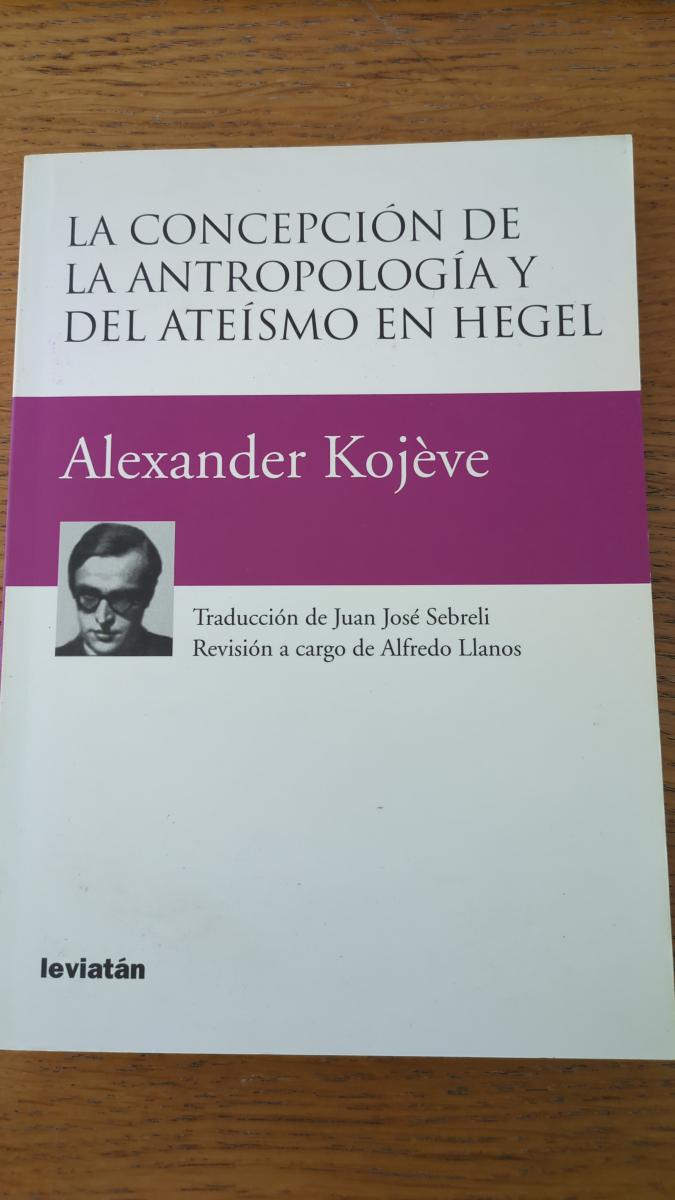 LA CONCEPCIÓN DE
LA ANTROPOLOGÍA Y
DEL ATEÍSMO EN HEGEL
Alexander Kojève
Traducción de Juan José Sebreli
Revisión a cargo de Alfredo Llanos
leviatán